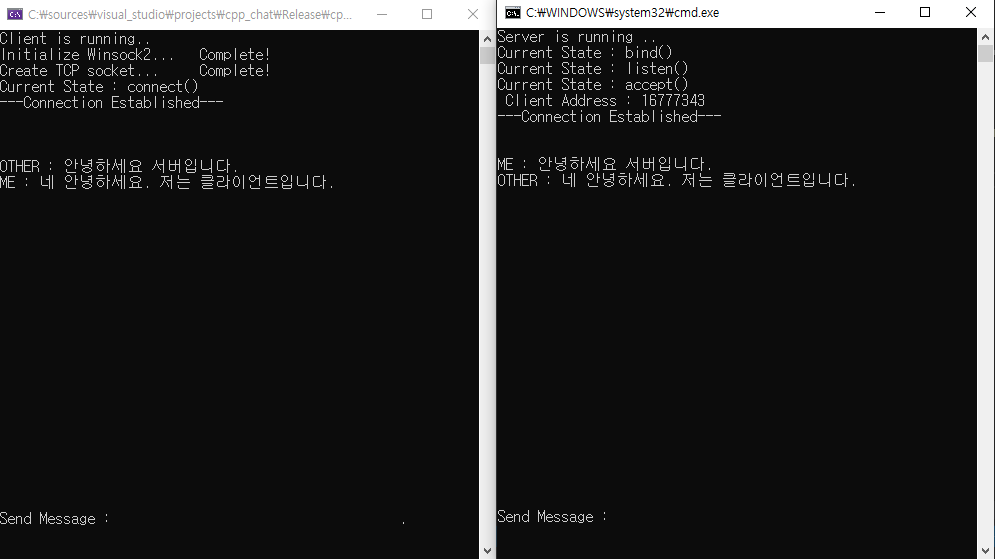 C:₩sources₩visual_studio₩projects₩cpp_chat₩Release₩cp...
Client is running..
Initialize Winsock2...   Complete!
Create TCP socket...     Complete!
Current State : connect()
---Connection Established---
OTHER : 안녕하세요 서버입니다.
ME : 네 안녕하세요. 저는 클라이언트입니다.
Send Message :                                     .
C:₩WINDOWS₩system32₩cmd.exe
Server is running ..
Current State : bind()
Current State : listen()
Current State : accept()
 Client Address : 16777343
---Connection Established---
ME : 안녕하세요 서버입니다.
OTHER : 네 안녕하세요. 저는 클라이언트입니다.
Send Message :